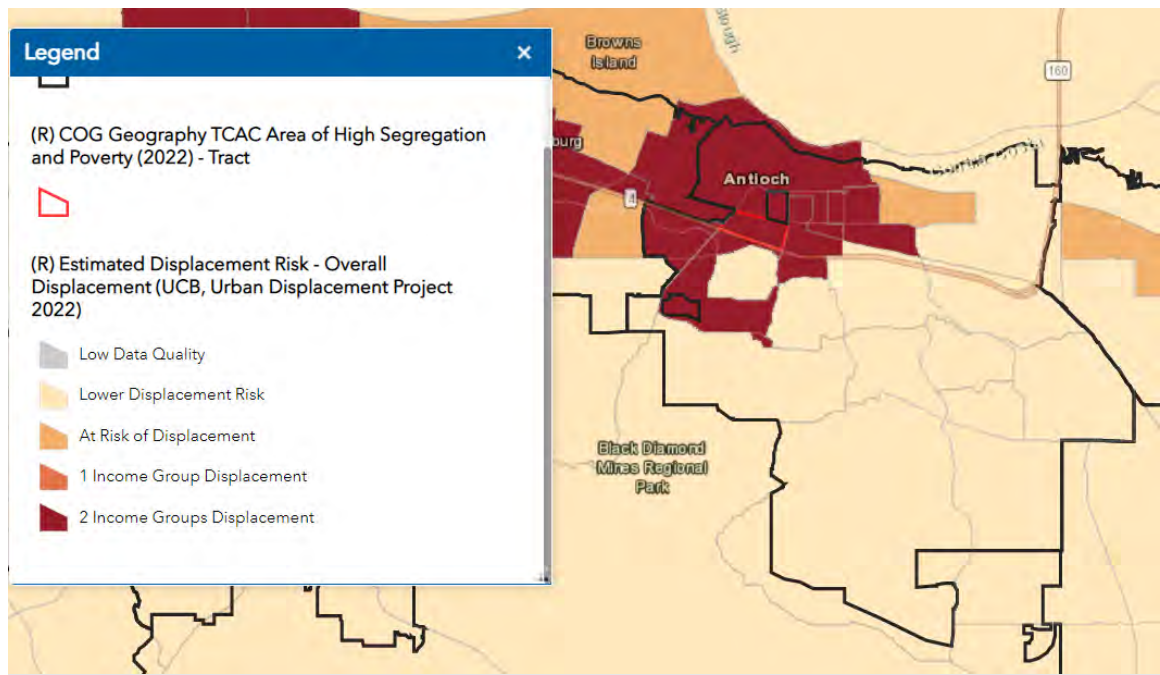 Legend
×
(R) COG Geography TCAC Area of High Segregation
and Poverty (2022) - Tract
(R) Estimated Displacement Risk - Overall
Displacement (UCB, Urban Displacement Project
2022)
Low Data Quality
Lower Displacement Risk
At Risk of Displacement
1 Income Group Displacement
2 Income Groups Displacement
Browns
Island
160
burg
Antioch
4
Black Diamond
Mines Regional
Park